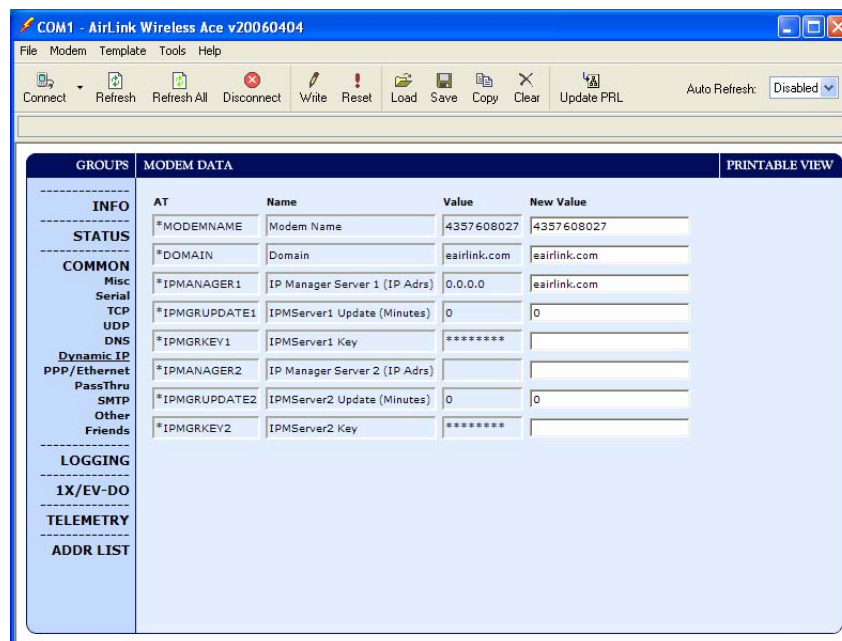 COM1 - AirLink Wireless Ace v20060404
File Modem Template Tools Help
Connect Refresh Refresh All Disconnect Write Reset Load Save Copy Clear Update PRL Auto Refresh: Disabled
GROUPS MODEM DATA PRINTABLE VIEW
INFO
STATUS
COMMON
Misc
Serial
TCP
UDP
DNS
Dynamic IP
PPP/Ethernet
PassThru
SMTP
Other
Friends
LOGGING
1X/EV-DO
TELEMETRY
ADDR LIST
AT Name Value New Value
*MODEMNAME Modem Name 4357608027 4357608027
*DOMAIN Domain eairlink.com eairlink.com
*IPMANAGER1 IP Manager Server 1 (IP Adrs) 0.0.0.0 eairlink.com
*IPMGRUPDATE1 IPMServer1 Update (Minutes) 0 0
*IPMGRKEY1 IPMServer1 Key ********
*IPMANAGER2 IP Manager Server 2 (IP Adrs)
*IPMGRUPDATE2 IPMServer2 Update (Minutes) 0 0
*IPMGRKEY2 IPMServer2 Key ********